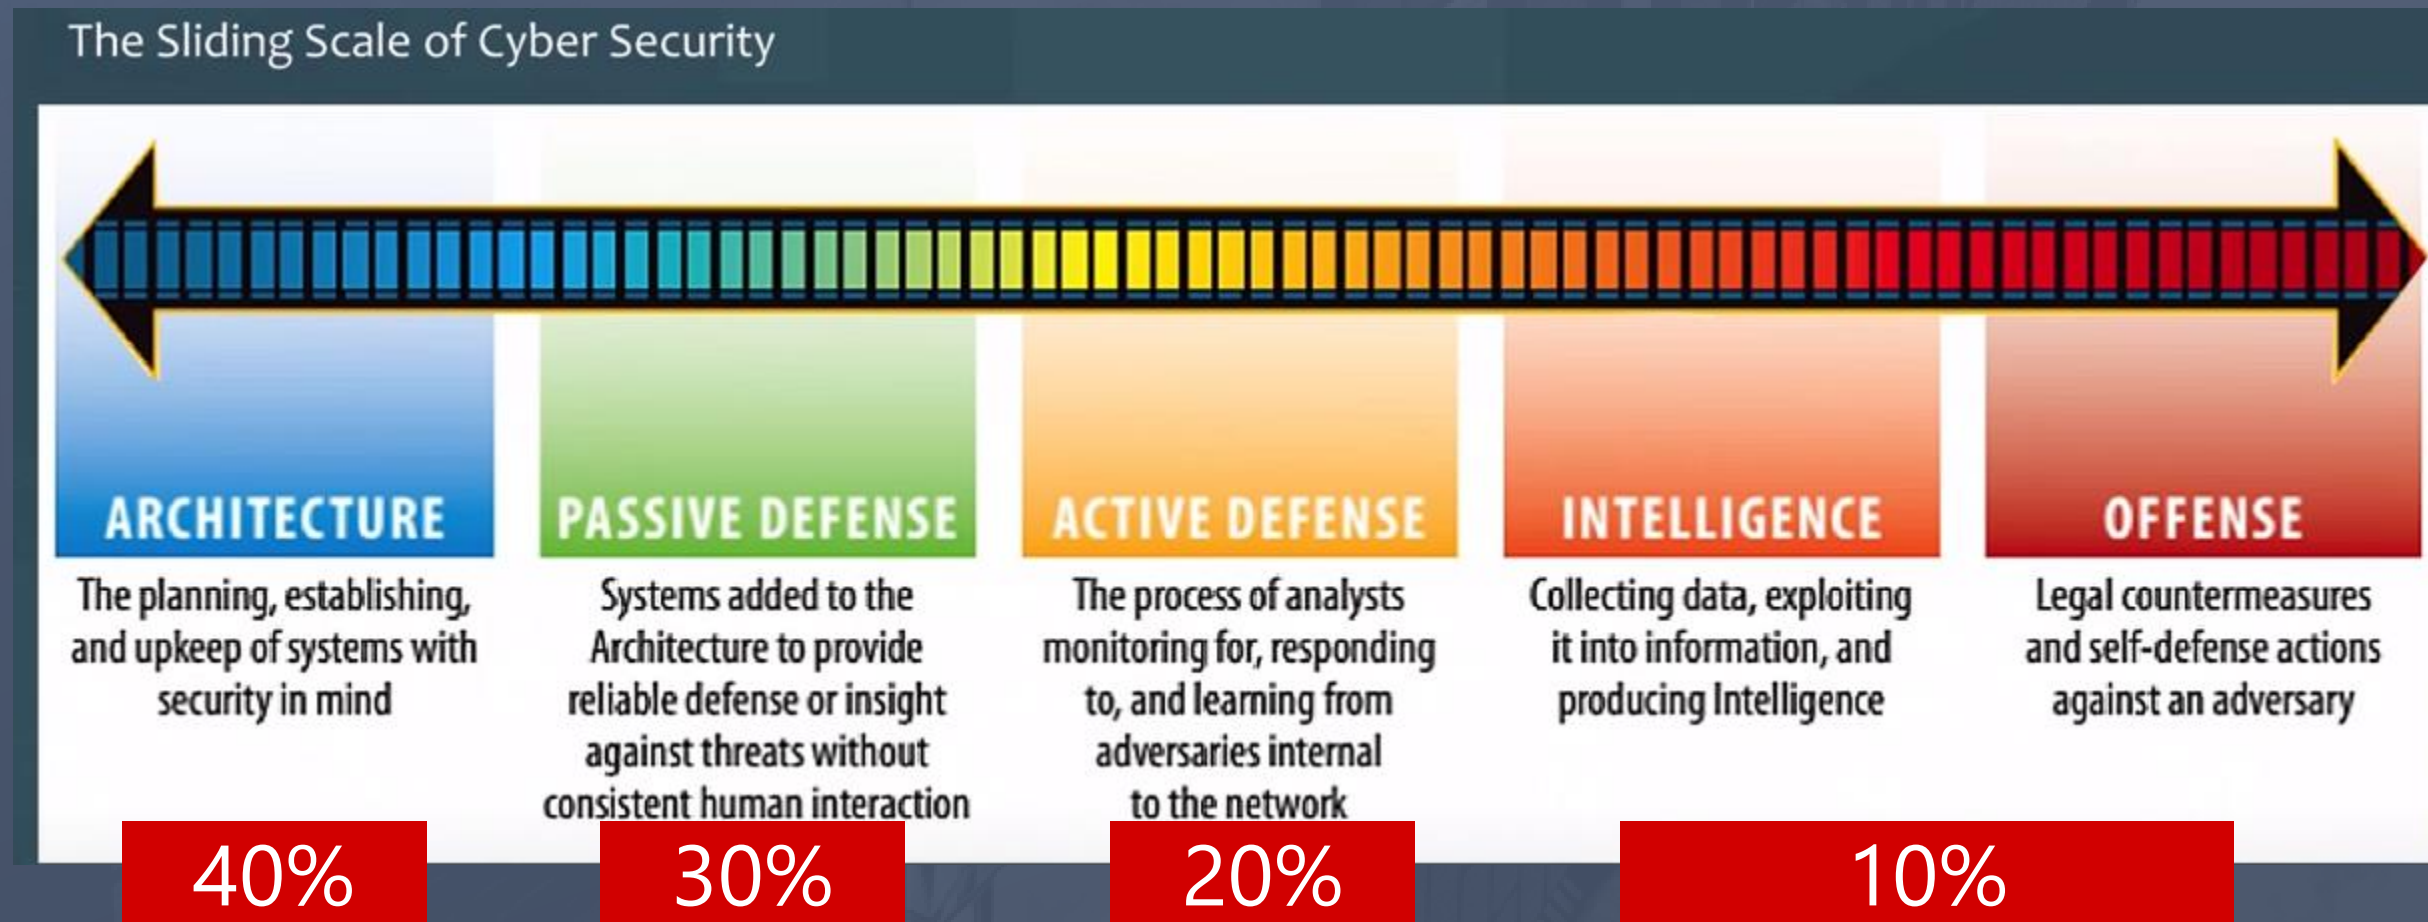 The Sliding Scale of Cyber Security
ARCHITECTURE
The planning, establishing,
and upkeep of systems with
security in mind
PASSIVE DEFENSE
Systems added to the
Architecture to provide
reliable defense or insight
against threats without
consistent human interaction
ACTIVE DEFENSE
The process of analysts
monitoring for, responding
to, and learning from
adversaries internal
to the network
INTELLIGENCE
Collecting data, exploiting
it into information, and
producing Intelligence
OFFENSE
Legal countermeasures
and self-defense actions
against an adversary
40%
30%
20%
10%